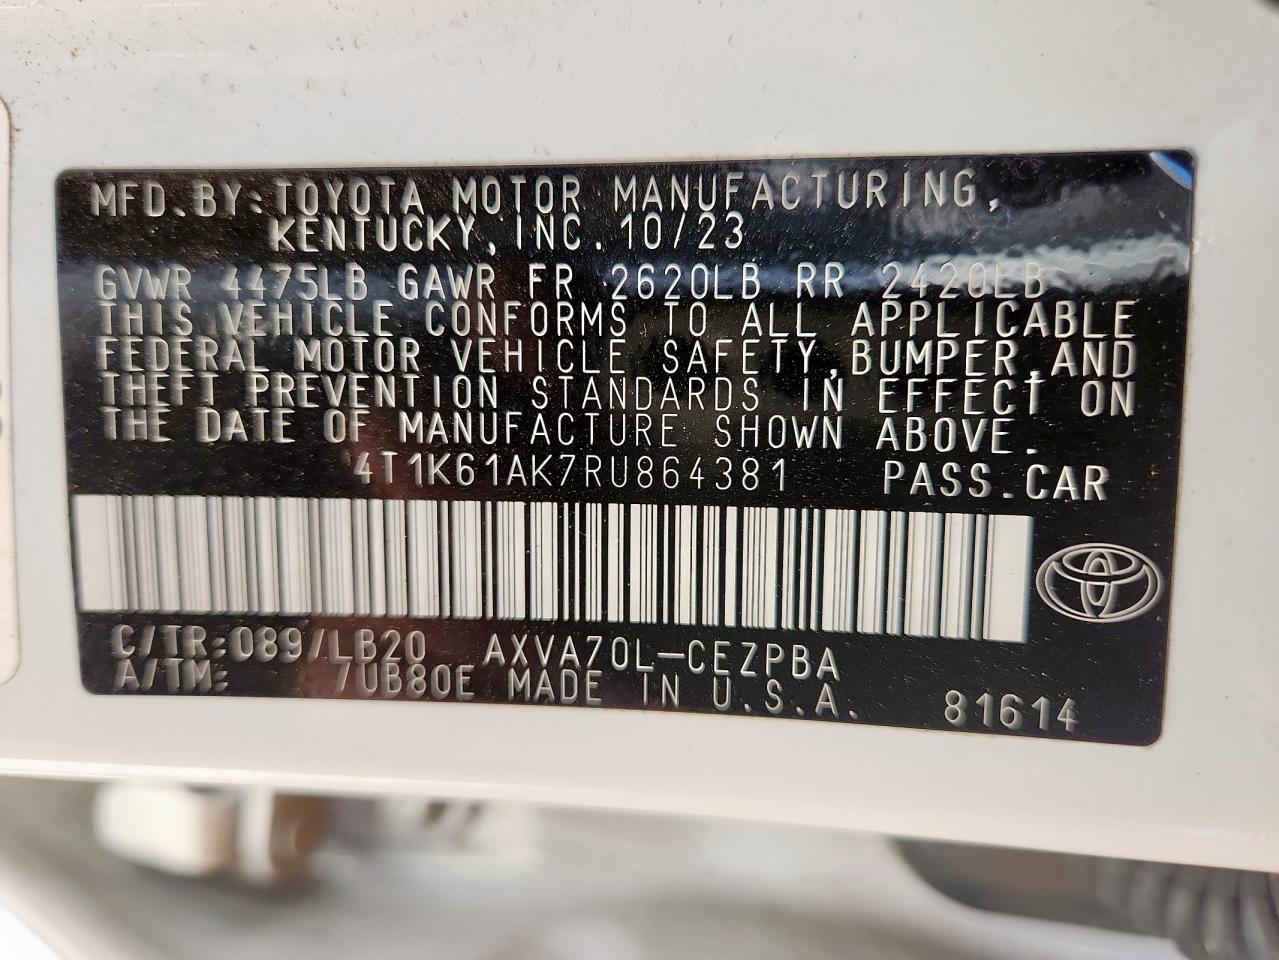 MFD.BY:TOYOTA MOTOR MANUFACTURING,
KENTUCKY,INC.10/23
GVWR 4475LB GAWR FR 2620LB RR 2420LB
THIS VEHICLE CONFORMS TO ALL APPLICABLE
FEDERAL MOTOR VEHICLE SAFETY,BUMPER,AND
THEFT PREVENTION STANDARDS IN EFFECT ON
THE DATE OF MANUFACTURE SHOWN ABOVE.
4T1K61AK7RU864381 PASS.CAR
C/TR:089/LB20 AXVA70L-CEZPBA
A/TM: /UB80E MADE IN U.S.A. 81614